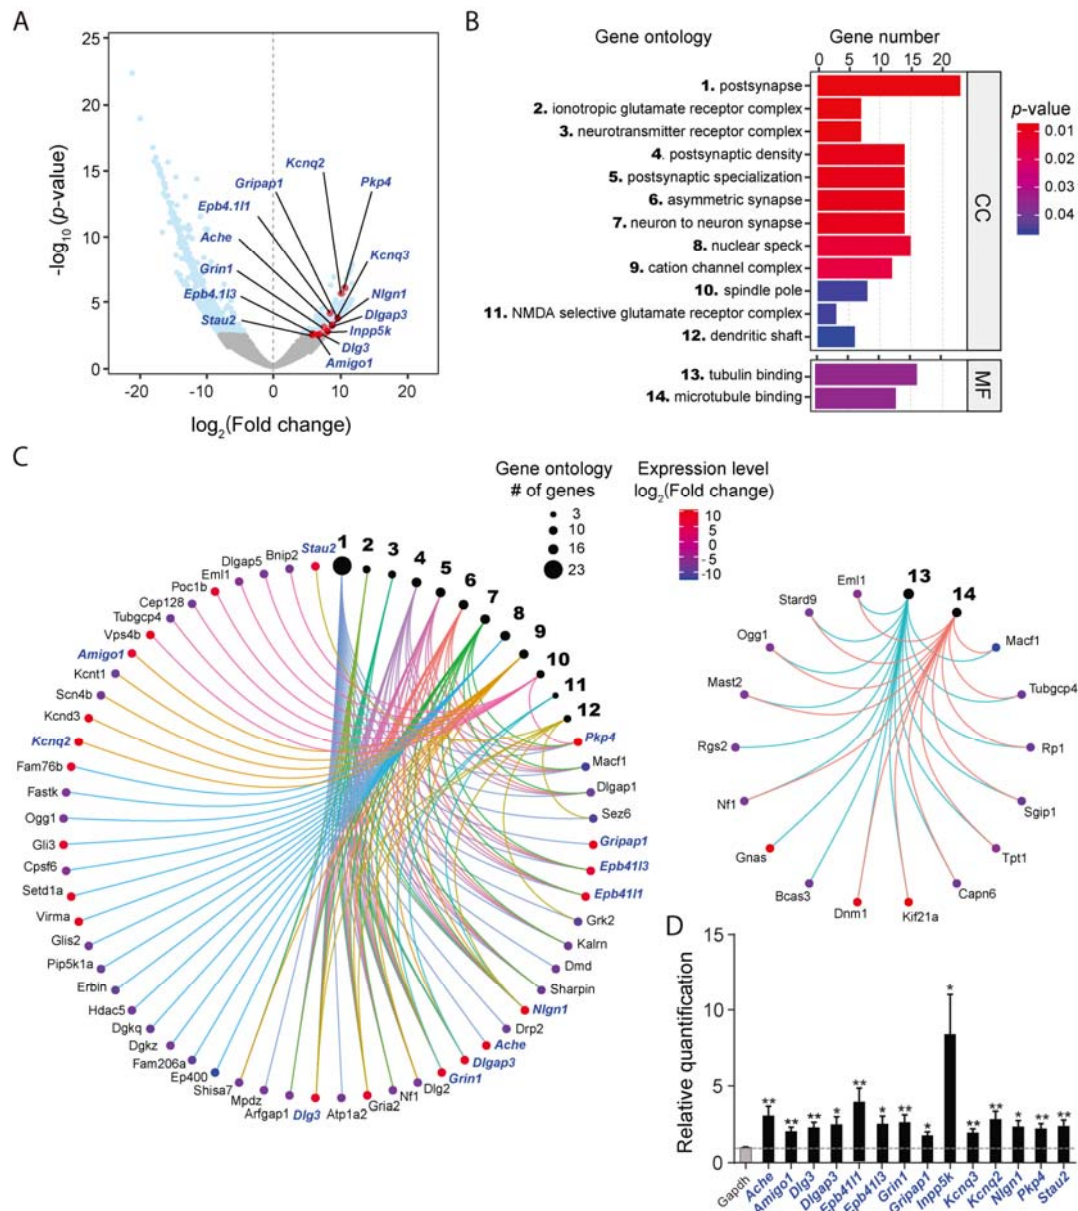 A
25
20
15
10
5
0
-log10 (p-value)
-20
-10
0
10
20
log2(Fold change)
Kcnq2
Gripap1
Pkp4
Epb4.1l1
Ache
Kcnq3
Grin1
Epb4.1l3
Nlgn1
Dlgap3
Stau2
Inpp5k
Dlg3
Amigo1
B
Gene ontology
Gene number
0 5 10 15 20
1. postsynapse
2. ionotropic glutamate receptor complex
3. neurotransmitter receptor complex
4. postsynaptic density
5. postsynaptic specialization
6. asymmetric synapse
7. neuron to neuron synapse
8. nuclear speck
9. cation channel complex
10. spindle pole
11. NMDA selective glutamate receptor complex
12. dendritic shaft
CC
13. tubulin binding
14. microtubule binding
MF
p-value
0.01
0.02
0.03
0.04
C
Gene ontology
# of genes
3
10
16
23
Expression level
log2(Fold change)
10
5
0
-5
-10
1
2
3
4
5
6
7
8
9
10
11
12
Pkp4
Macf1
Dlgap1
Sez6
Gripap1
Epb41l3
Epb41l1
Grk2
Kalrn
Dmd
Sharpin
Nlgn1
Drp2
Ache
Dlgap3
Grin1
Dlg2
Nf1
Gria2
Atp1a2
Dlg3
Arfgap1
Mpdz
Shisa7
Ep400
Fam206a
Dgkz
Dgkq
Hdac5
Erbin
Pip5k1a
Glis2
Virma
Setd1a
Cpsf6
Gli3
Ogg1
Fastk
Fam76b
Kcnq2
Kcnd3
Scn4b
Kcnt1
Amigo1
Vps4b
Tubgcp4
Cep128
Poc1b
Eml1
Dlgap5
Bnip2
Stau2
13
14
Macf1
Tubgcp4
Rp1
Sgip1
Tpt1
Capn6
Kif21a
Dnm1
Bcas3
Gnas
Nf1
Rgs2
Mast2
Ogg1
Stard9
Eml1
D
15
10
5
0
Relative quantification
** ** ** * ** * ** * * ** ** * ** **
Gapdh
Ache
Amigo1
Dlg3
Dlgap3
Epb41l1
Epb41l3
Grin1
Gripap1
Inpp5k
Kcnq3
Kcnq2
Nlgn1
Pkp4
Stau2